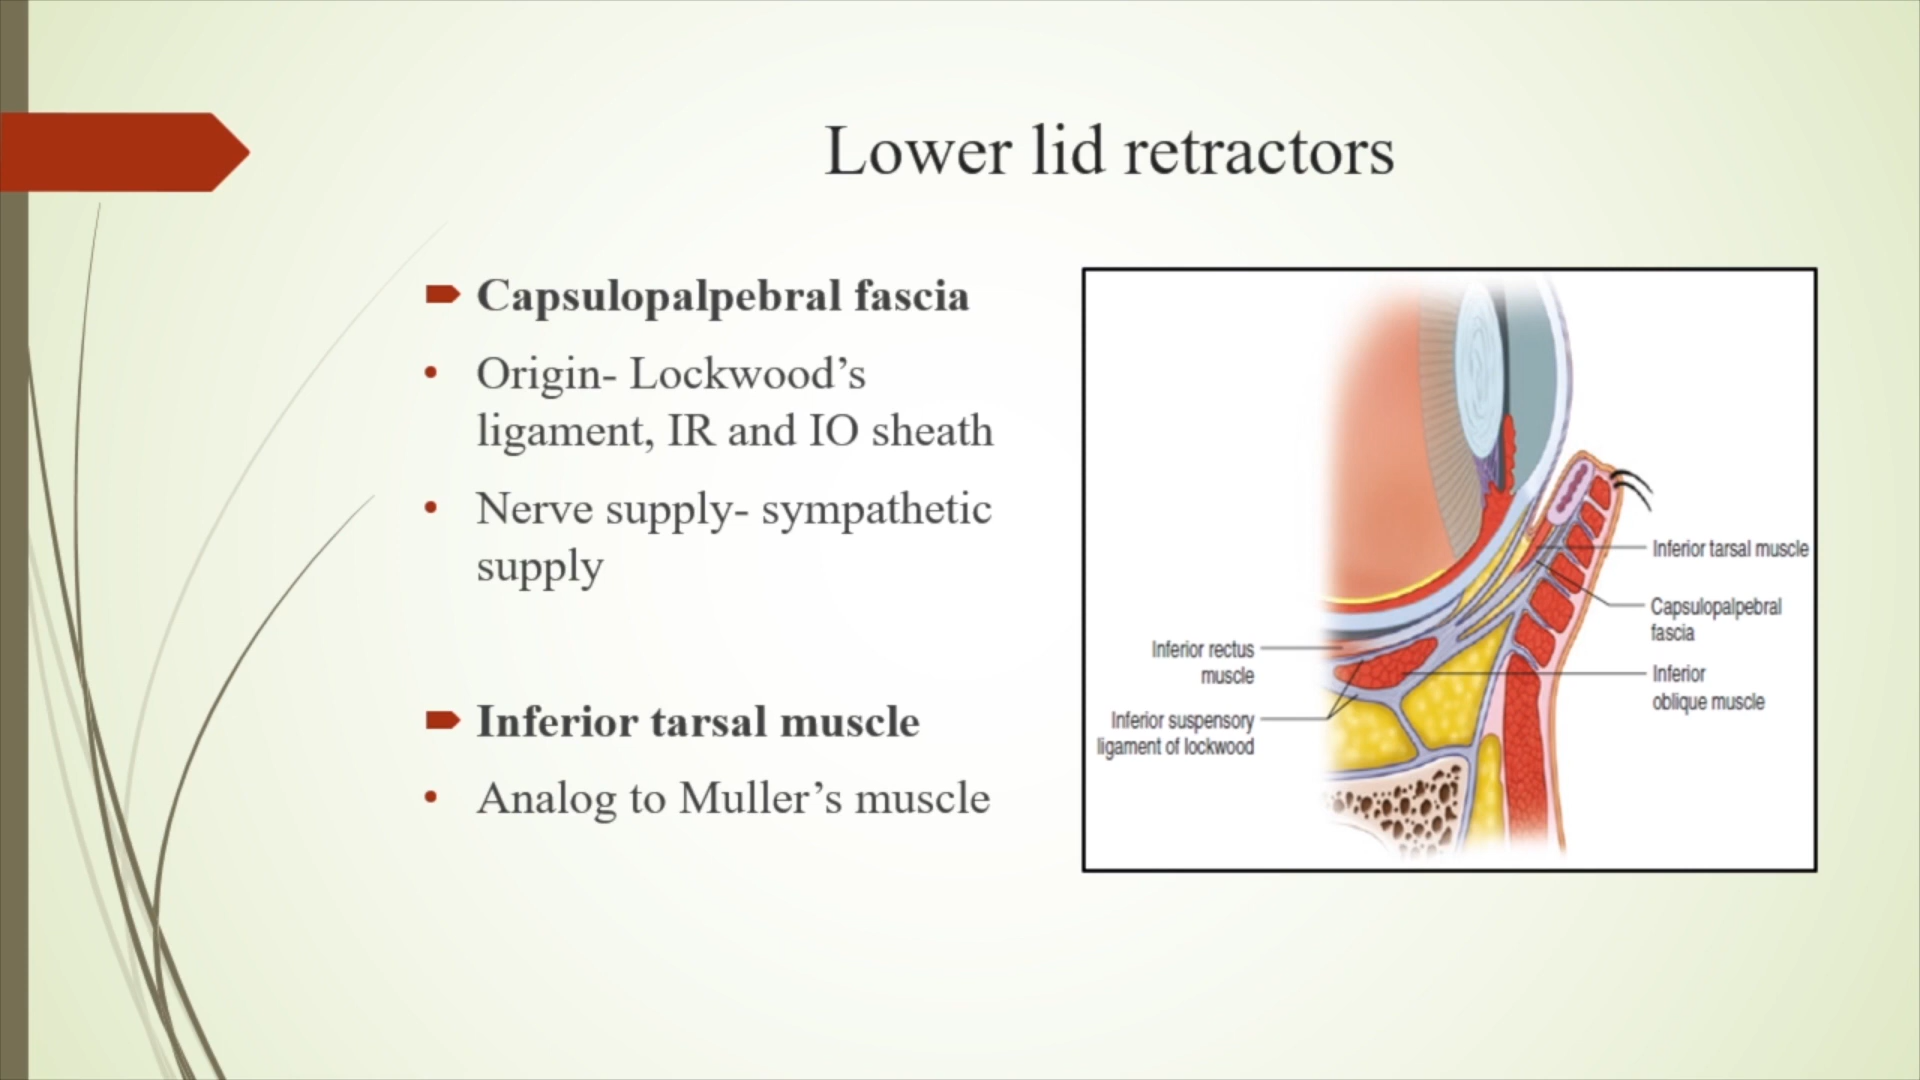 Lower lid retractors
Capsulopalpebral fascia
Origin- Lockwood’s
ligament, IR and IO sheath
Nerve supply- sympathetic
supply
Inferior tarsal muscle
Analog to Muller’s muscle
Inferior tarsal muscle
Capsulopalpebral
fascia
Inferior rectus
muscle
Inferior
oblique muscle
Inferior suspensory
ligament of lockwood